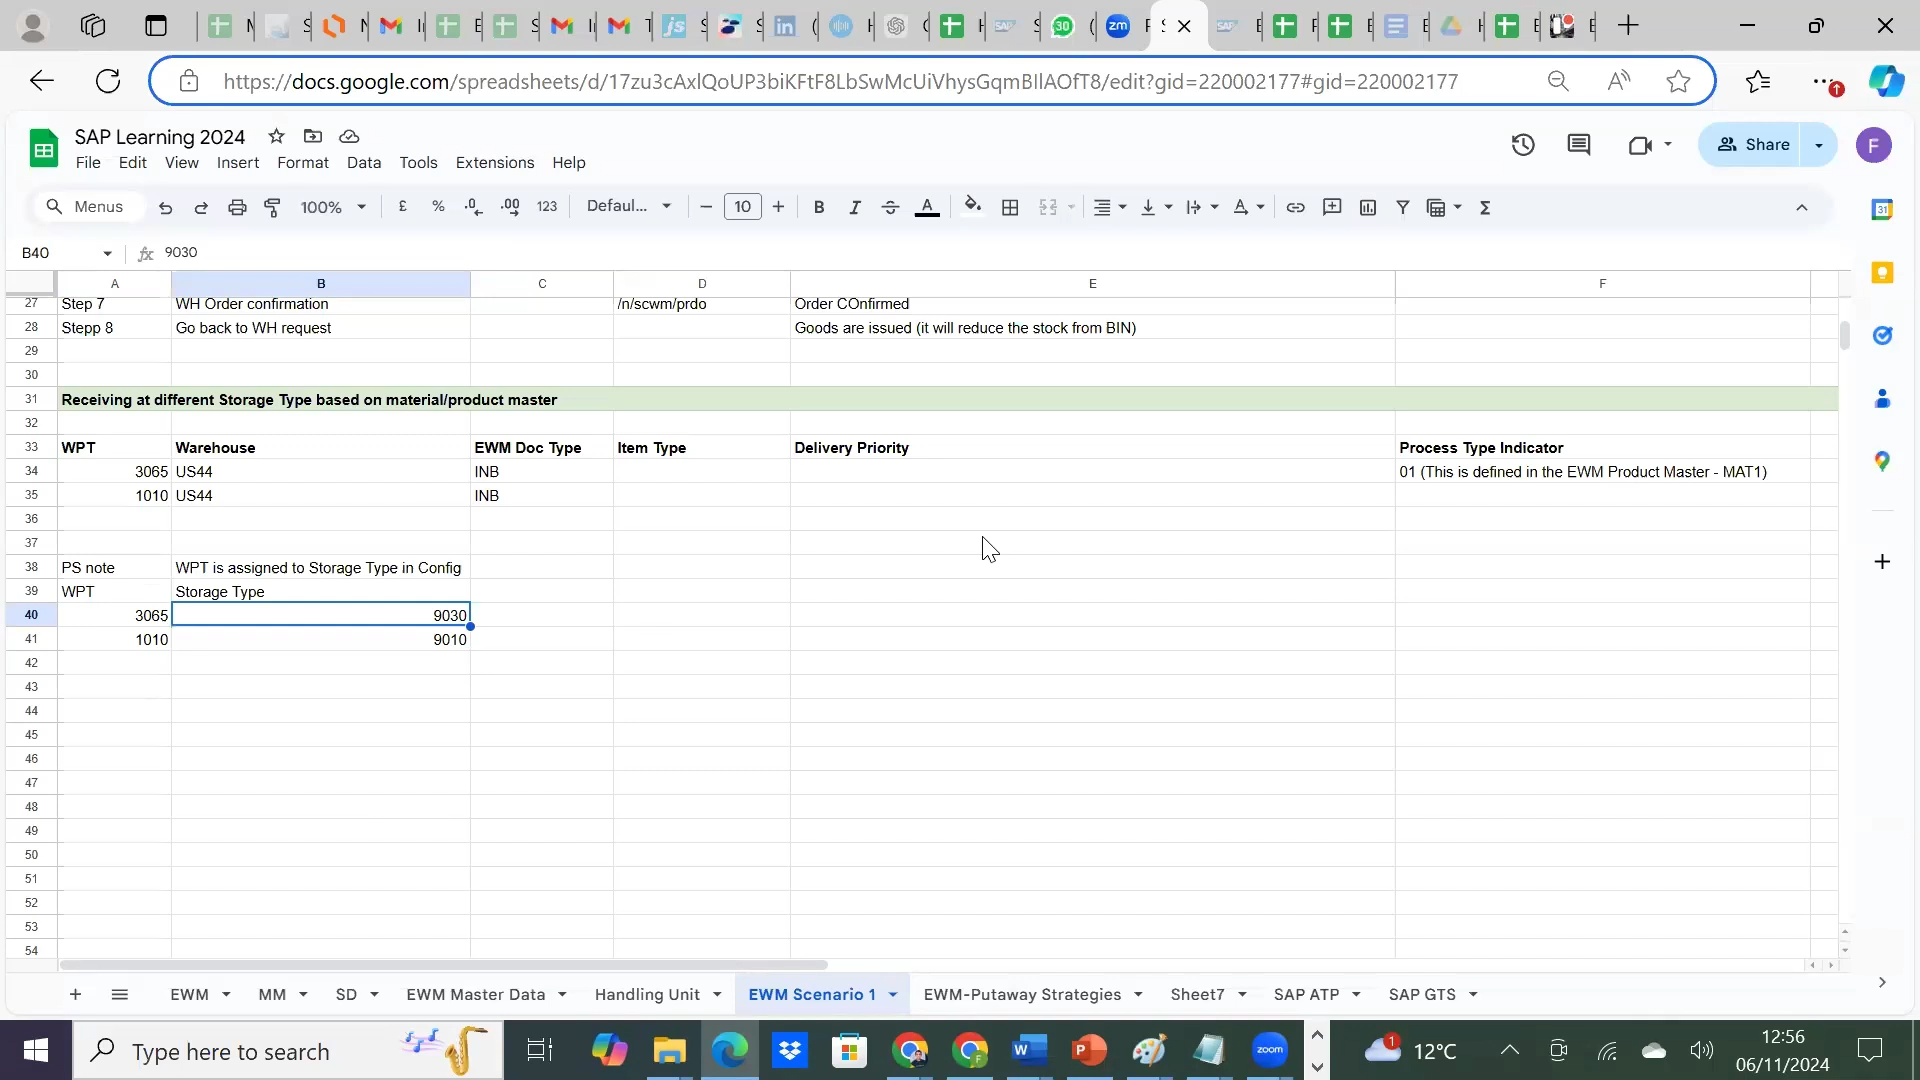 https://docs.google.com/spreadsheets/d/17zu3cAxlQoUP3biKFtF8LbSwMcUiVhysGqmBIlAOfT8/edit?gid=220002177#gid=220002177
SAP Learning 2024
Share
F
File Edit View Insert Format Data Tools Extensions Help
Menus 100% £ % .0 .00 123 Defaul... 10
B40 fx 9030
A B C D E F
27 Step 7 WH Order confirmation /n/scwm/prdo Order COnfirmed
28 Stepp 8 Go back to WH request Goods are issued (it will reduce the stock from BIN)
29
30
31 Receiving at different Storage Type based on material/product master
32
33 WPT Warehouse EWM Doc Type Item Type Delivery Priority Process Type Indicator
34 3065 US44 INB 01 (This is defined in the EWM Product Master - MAT1)
35 1010 US44 INB
36
37
38 PS note WPT is assigned to Storage Type in Config
39 WPT Storage Type
40 3065 9030
41 1010 9010
42
43
44
45
46
47
48
49
50
51
52
53
54
EWM MM SD EWM Master Data Handling Unit EWM Scenario 1 EWM-Putaway Strategies Sheet7 SAP ATP SAP GTS
Type here to search
zoom
1 12°C
12:56
06/11/2024